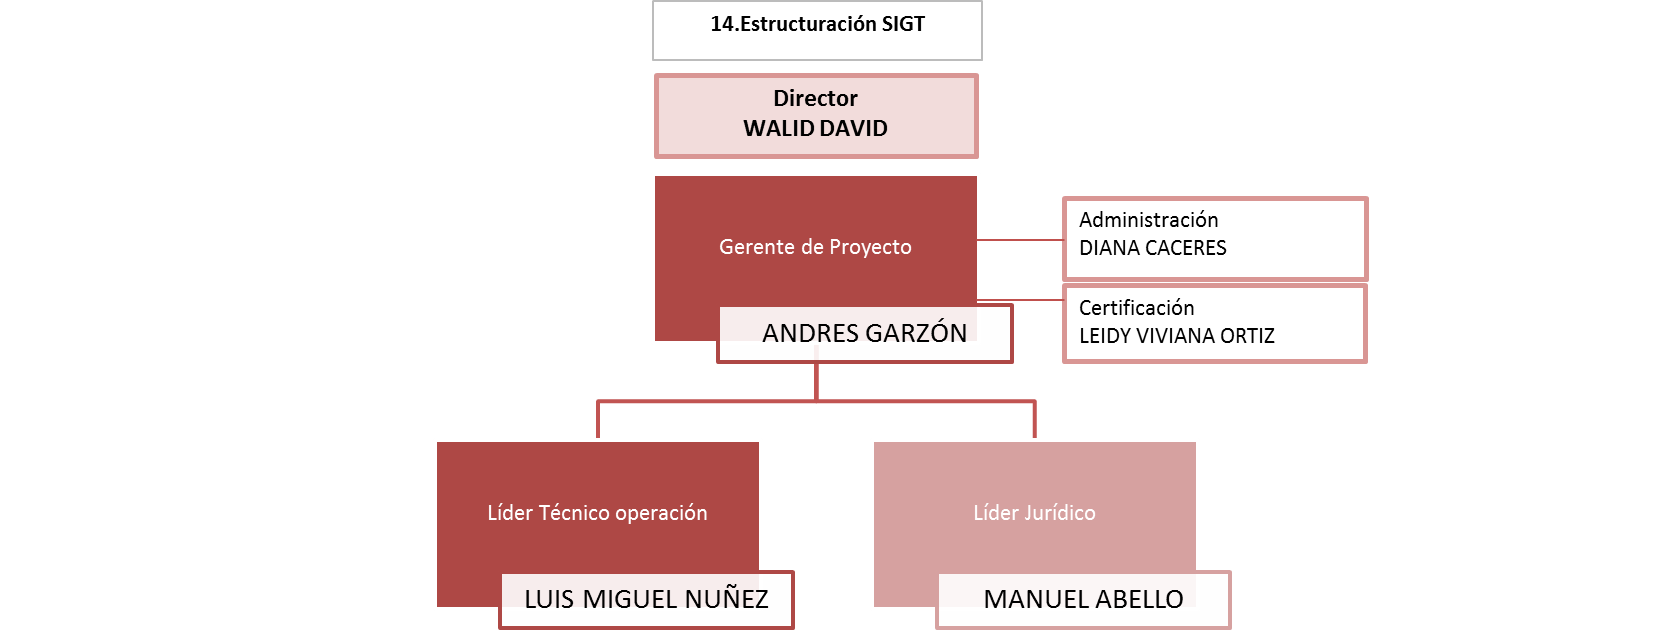 14.Estructuración SIGT
Director
WALID DAVID
Gerente de Proyecto
ANDRES GARZÓN
Administración
DIANA CACERES
Certificación
LEIDY VIVIANA ORTIZ
Líder Técnico operación
LUIS MIGUEL NUÑEZ
Líder Jurídico
MANUEL ABELLO